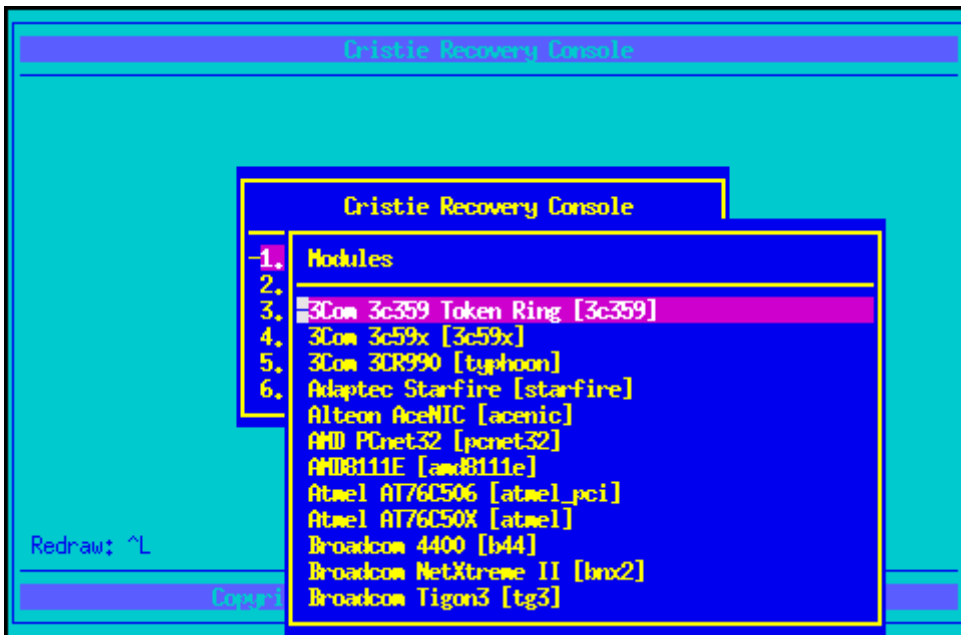 Cristie Recovery Console
Cristie Recovery Console
1.
2.
3.
4.
5.
6.
Modules
3Com 3c359 Token Ring [3c359]
3Com 3c59x [3c59x]
3Com 3CR990 [typhoon]
Adaptec Starfire [starfire]
Alteon AceNIC [acenic]
AMD PCnet32 [pcnet32]
AMD8111E [amd8111e]
Atmel AT76C506 [atmel_pci]
Atmel AT76C50X [atmel]
Broadcom 4400 [b44]
Broadcom NetXtreme II [bnx2]
Broadcom Tigon3 [tg3]
Redraw: ^L
Copyri